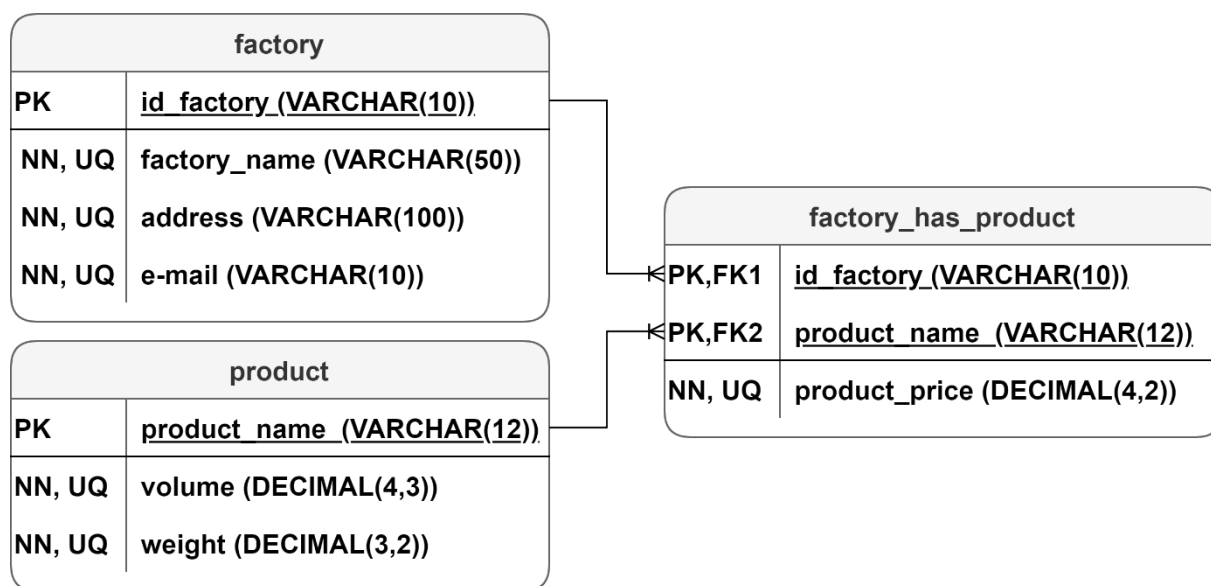 factory
PK id_factory (VARCHAR(10))
NN, UQ factory_name (VARCHAR(50))
NN, UQ address (VARCHAR(100))
NN, UQ e-mail (VARCHAR(10))
product
PK product_name (VARCHAR(12))
NN, UQ volume (DECIMAL(4,3))
NN, UQ weight (DECIMAL(3,2))
factory_has_product
PK,FK1 id_factory (VARCHAR(10))
PK,FK2 product_name (VARCHAR(12))
NN, UQ product_price (DECIMAL(4,2))